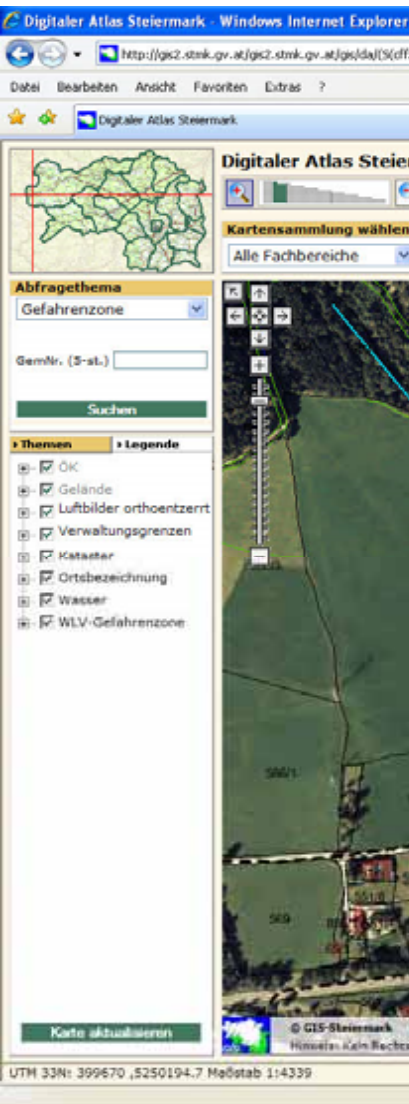 Digitaler Atlas Steiermark - Windows Internet Explorer
http://gis2.stmk.gv.at/gis2.stmk.gv.at/gis/da/(S(cff
Datei Bearbeiten Ansicht Favoriten Extras ?
Digitaler Atlas Steiermark
Digitaler Atlas Steier
Kartensammlung wählen
Alle Fachbereiche
Abfragethema
Gefahrenzone
GemNr. (5-st.)
Suchen
Themen Legende
ÖK
Gelände
Luftbilder orthoentzerrt
Verwaltungsgrenzen
Kataster
Ortsbezeichnung
Wasser
WLV-Gefahrenzone
569
Karte aktualisieren
© GIS-Steiermark
Hinweis: Kein Rechts
UTM 33N: 399670 ,5250194.7 Maßstab 1:4339